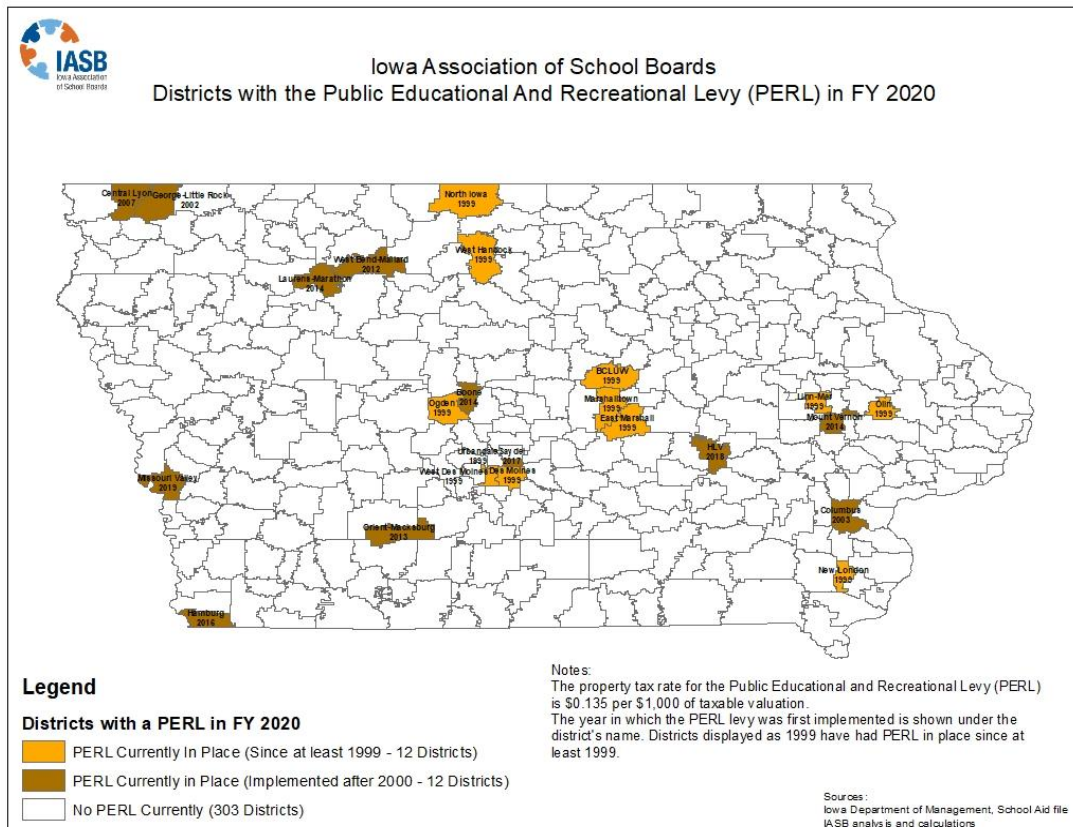 IASB
Iowa Association
of School Boards
Iowa Association of School Boards
Districts with the Public Educational And Recreational Levy (PERL) in FY 2020
Central Lyon
2007
George-Little Rock
2002
North Iowa
1999
West Hancock
1999
West Bend-Mallard
2012
Laurens-Marathon
2014
BCLUW
1999
Boone
2014
Ogden
1999
Marshalltown
1999
East Marshall
1999
Linn-Mar
1999
Olin
1999
Mount Vernon
2014
HLV
2018
Urbandale
1999
Saydel
2017
West Des Moines
1999
Des Moines
1999
Missouri Valley
2019
Columbus
2003
Orient-Macksburg
2013
New London
1999
Hamburg
2016
Legend
Districts with a PERL in FY 2020
PERL Currently In Place (Since at least 1999 - 12 Districts)
PERL Currently in Place (Implemented after 2000 - 12 Districts)
No PERL Currently (303 Districts)
Notes:
The property tax rate for the Public Educational and Recreational Levy (PERL)
is $0.135 per $1,000 of taxable valuation.
The year in which the PERL levy was first implemented is shown under the
district's name. Districts displayed as 1999 have had PERL in place since at
least 1999.
Sources:
Iowa Department of Management, School Aid file
IASB analysis and calculations